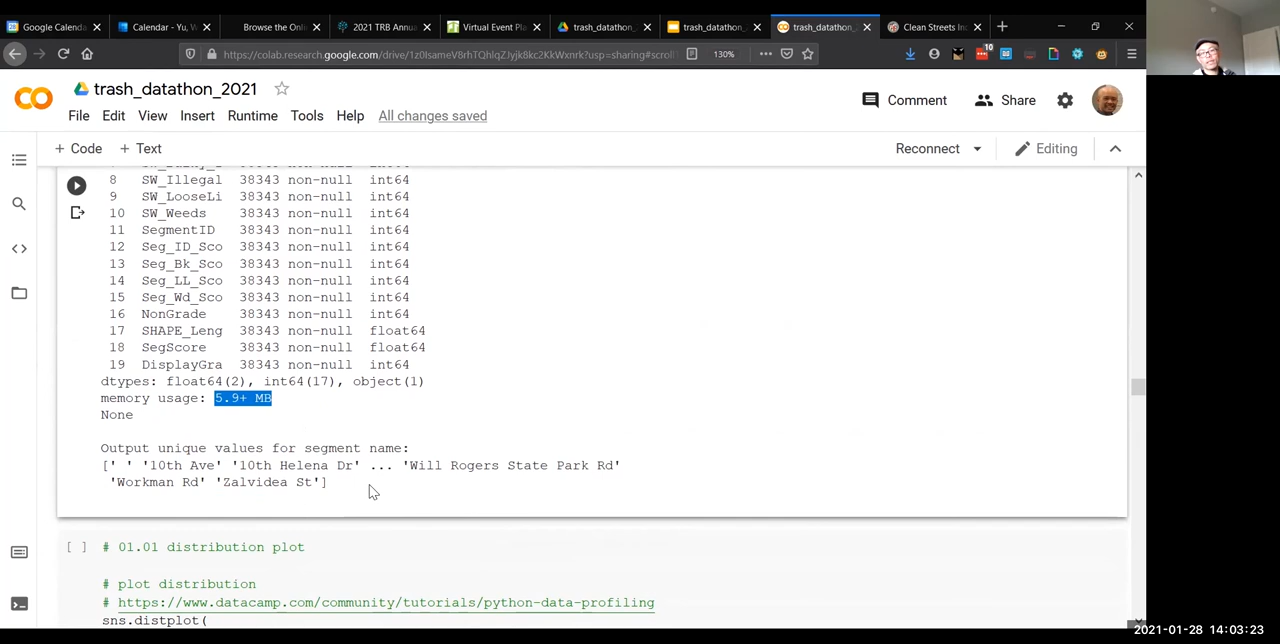 Google Calenda
Calendar - Yu, W
Browse the Onli
2021 TRB Annua
Virtual Event Pla
trash_datathon_
trash_datathon_
trash_datathon_
Clean Streets In
https://colab.research.google.com/drive/1z0IsameV8rhTQhlqZJyjk8kc2KkWxnrk?usp=sharing#scroll
130%
10
trash_datathon_2021
File Edit View Insert Runtime Tools Help All changes saved
Comment
Share
+ Code + Text
Reconnect
Editing
8 SW_Illegal 38343 non-null int64
9 SW_LooseLi 38343 non-null int64
10 SW_Weeds 38343 non-null int64
11 SegmentID 38343 non-null int64
12 Seg_ID_Sco 38343 non-null int64
13 Seg_Bk_Sco 38343 non-null int64
14 Seg_LL_Sco 38343 non-null int64
15 Seg_Wd_Sco 38343 non-null int64
16 NonGrade 38343 non-null int64
17 SHAPE_Leng 38343 non-null float64
18 SegScore 38343 non-null float64
19 DisplayGra 38343 non-null int64
dtypes: float64(2), int64(17), object(1)
memory usage: 5.9+ MB
None
Output unique values for segment name:
[' ' '10th Ave' '10th Helena Dr' ... 'Will Rogers State Park Rd'
'Workman Rd' 'Zalvidea St']
[ ] # 01.01 distribution plot
# plot distribution
# https://www.datacamp.com/community/tutorials/python-data-profiling
sns.distplot(
2021-01-28 14:03:23